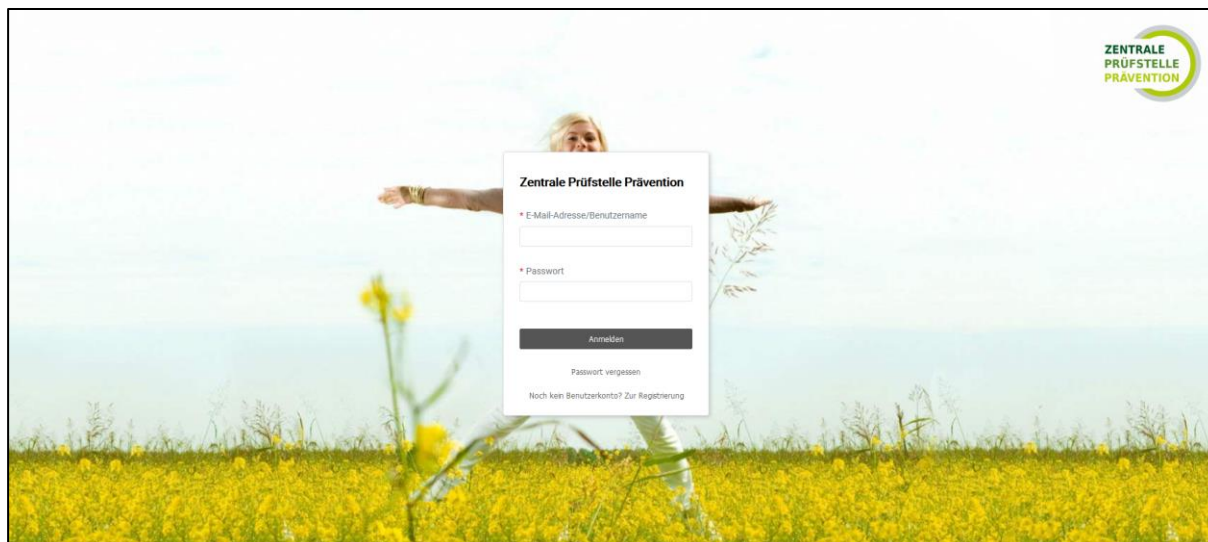 ZENTRALE
PRÜFSTELLE
PRÄVENTION
Zentrale Prüfstelle Prävention
* E-Mail-Adresse/Benutzername
* Passwort
Anmelden
Passwort vergessen
Noch kein Benutzerkonto? Zur Registrierung